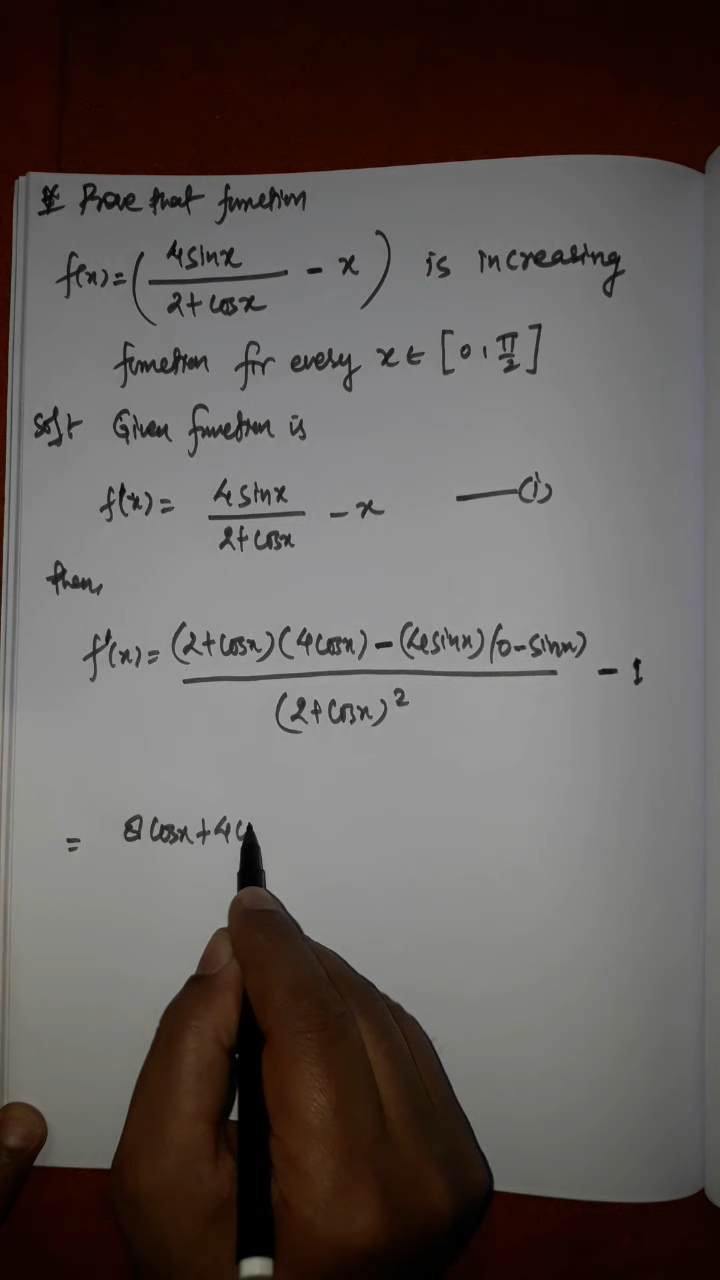 Prove that function
f(x) = ( 4sinx / 2+cosx - x ) is increasing
function for every x ∈ [0, π/2]
Soln Given function is
f(x) = 4sinx / 2+cosx - x —(i)
then,
f'(x) = (2+cosx)(4cosx) - (4sinx)(0-sinx) / (2+cosx)² - 1
= 8cosx + 4c